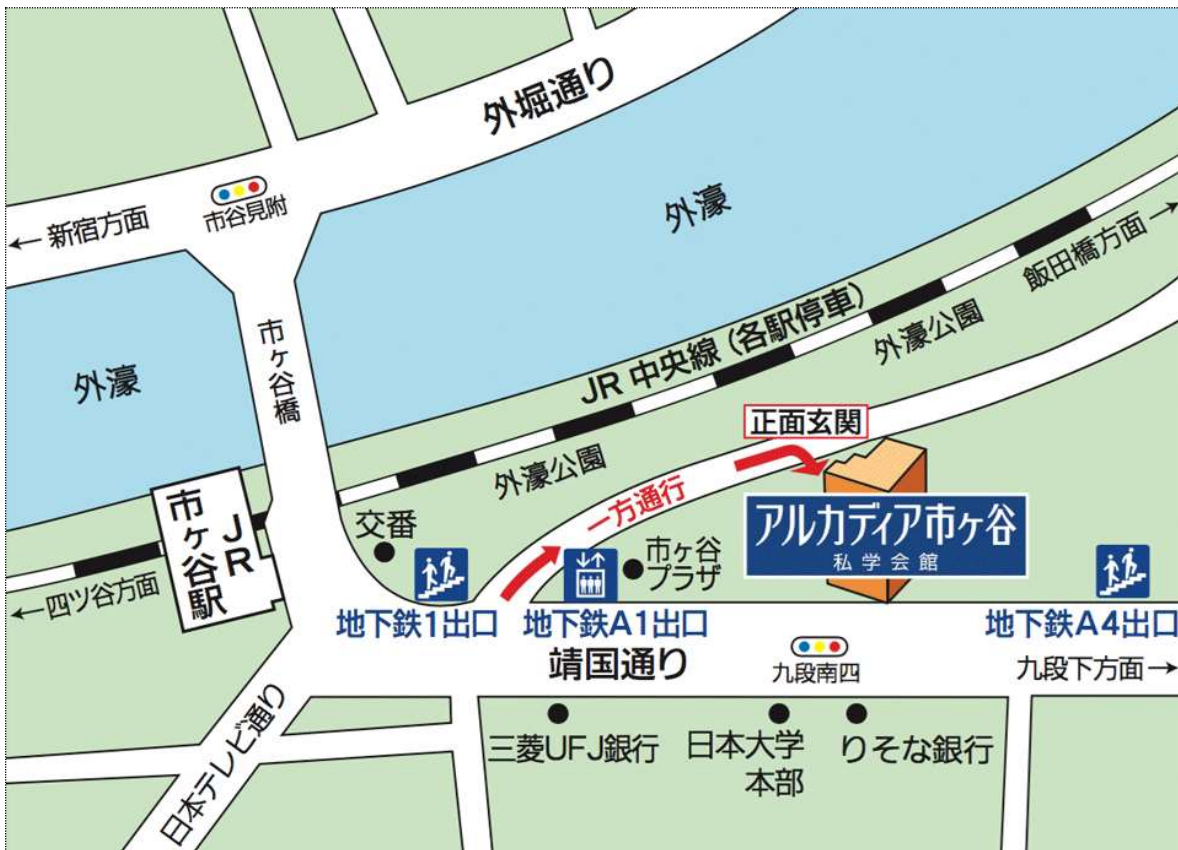 外堀通り
市谷見附
← 新宿方面
外濠
飯田橋方面 →
市ヶ谷橋
外濠
JR 中央線 (各駅停車)
外濠公園
正面玄関
外濠公園
一方通行
アルカディア市ヶ谷
私学会館
JR
市ヶ谷駅
交番
市ヶ谷
プラザ
← 四ツ谷方面
地下鉄1出口
地下鉄A1出口
地下鉄A4出口
靖国通り
九段南四
九段下方面 →
日本テレビ通り
三菱UFJ銀行
日本大学
本部
りそな銀行